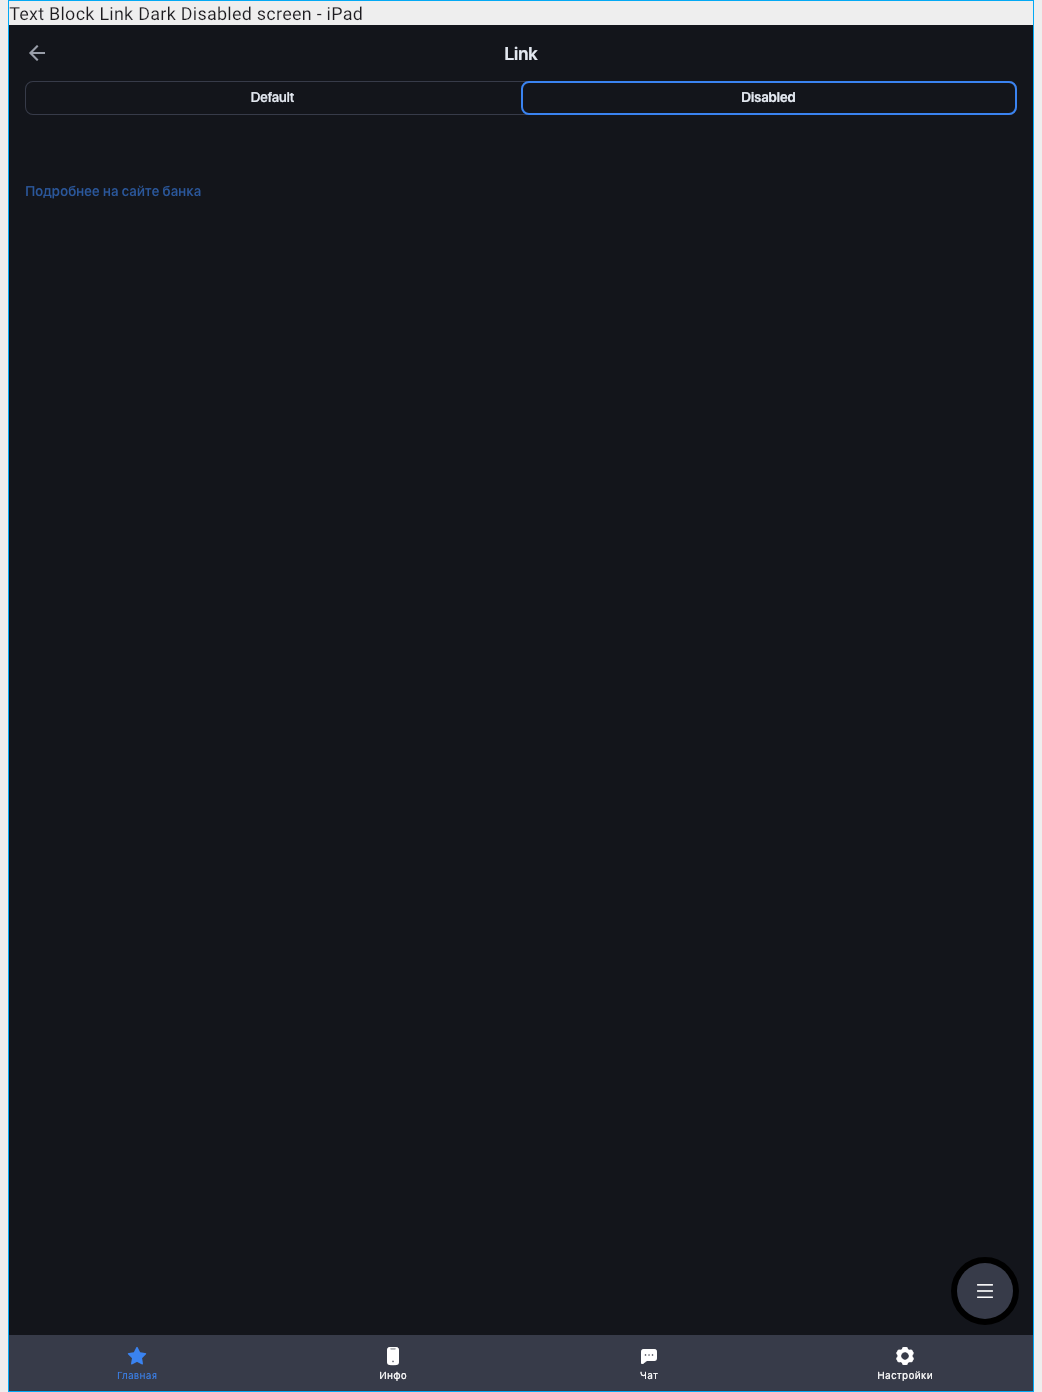 Text Block Link Dark Disabled screen - iPad
Link
Default
Disabled
Подробнее на сайте банка
Главная
Инфо
Чат
Настройки